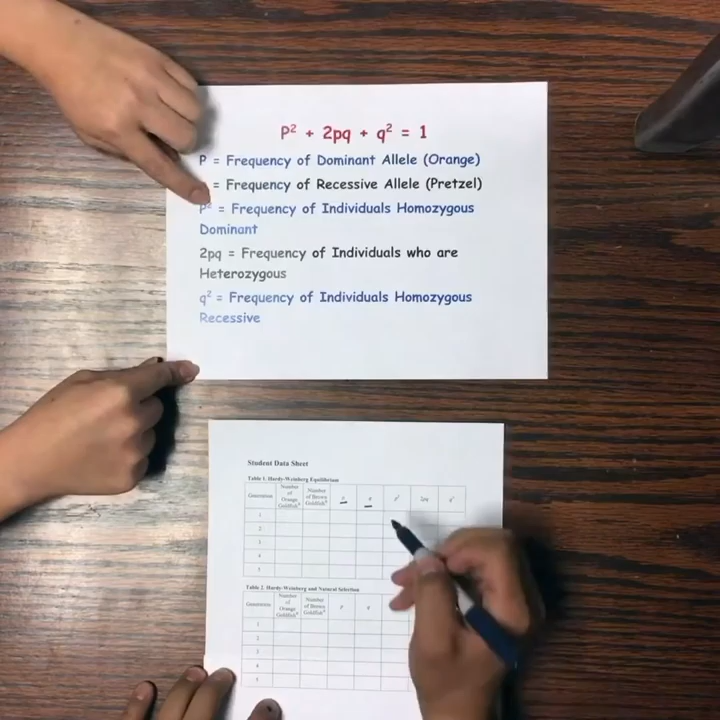 P² + 2pq + q² = 1
P = Frequency of Dominant Allele (Orange)
= Frequency of Recessive Allele (Pretzel)
P² = Frequency of Individuals Homozygous
Dominant
2pq = Frequency of Individuals who are
Heterozygous
q² = Frequency of Individuals Homozygous
Recessive
Student Data Sheet
Table 1. Hardy-Weinberg Equilibrium
Generation Number of Orange Goldfish Number of Brown Goldfish p q p² 2pq q²
1
2
3
4
5
Table 2. Hardy-Weinberg and Natural Selection
Generation Number of Orange Goldfish Number of Brown Goldfish p q
1
2
3
4
5